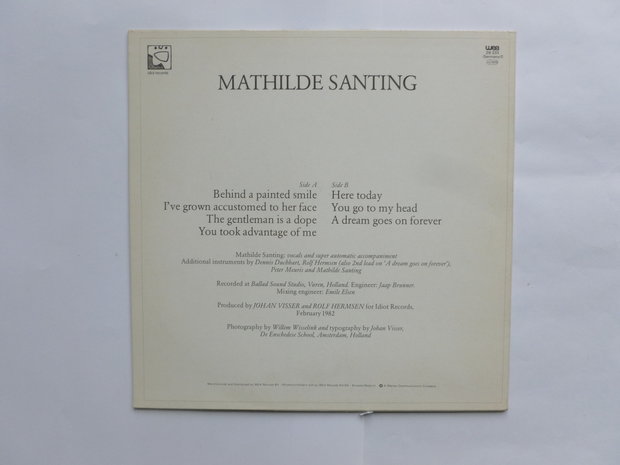 idiot records
wea
Germany
MATHILDE SANTING
Side A
Behind a painted smile
I've grown accustomed to her face
The gentleman is a dope
You took advantage of me
Side B
Here today
You go to my head
A dream goes on forever
Mathilde Santing: vocals and super automatic accompaniment
Additional instruments by Dennis Duchhart, Rolf Hermsen (also 2nd lead on 'A dream goes on forever'),
Peter Meuris and Mathilde Santing
Recorded at Ballad Sound Studio, Vuren, Holland. Engineer: Jaap Brunner.
Mixing engineer: Emile Elsen
Produced by JOHAN VISSER and ROLF HERMSEN for Idiot Records,
February 1982
Photography by Willem Wisselink and typography by Johan Visser,
De Enschedese School, Amsterdam, Holland